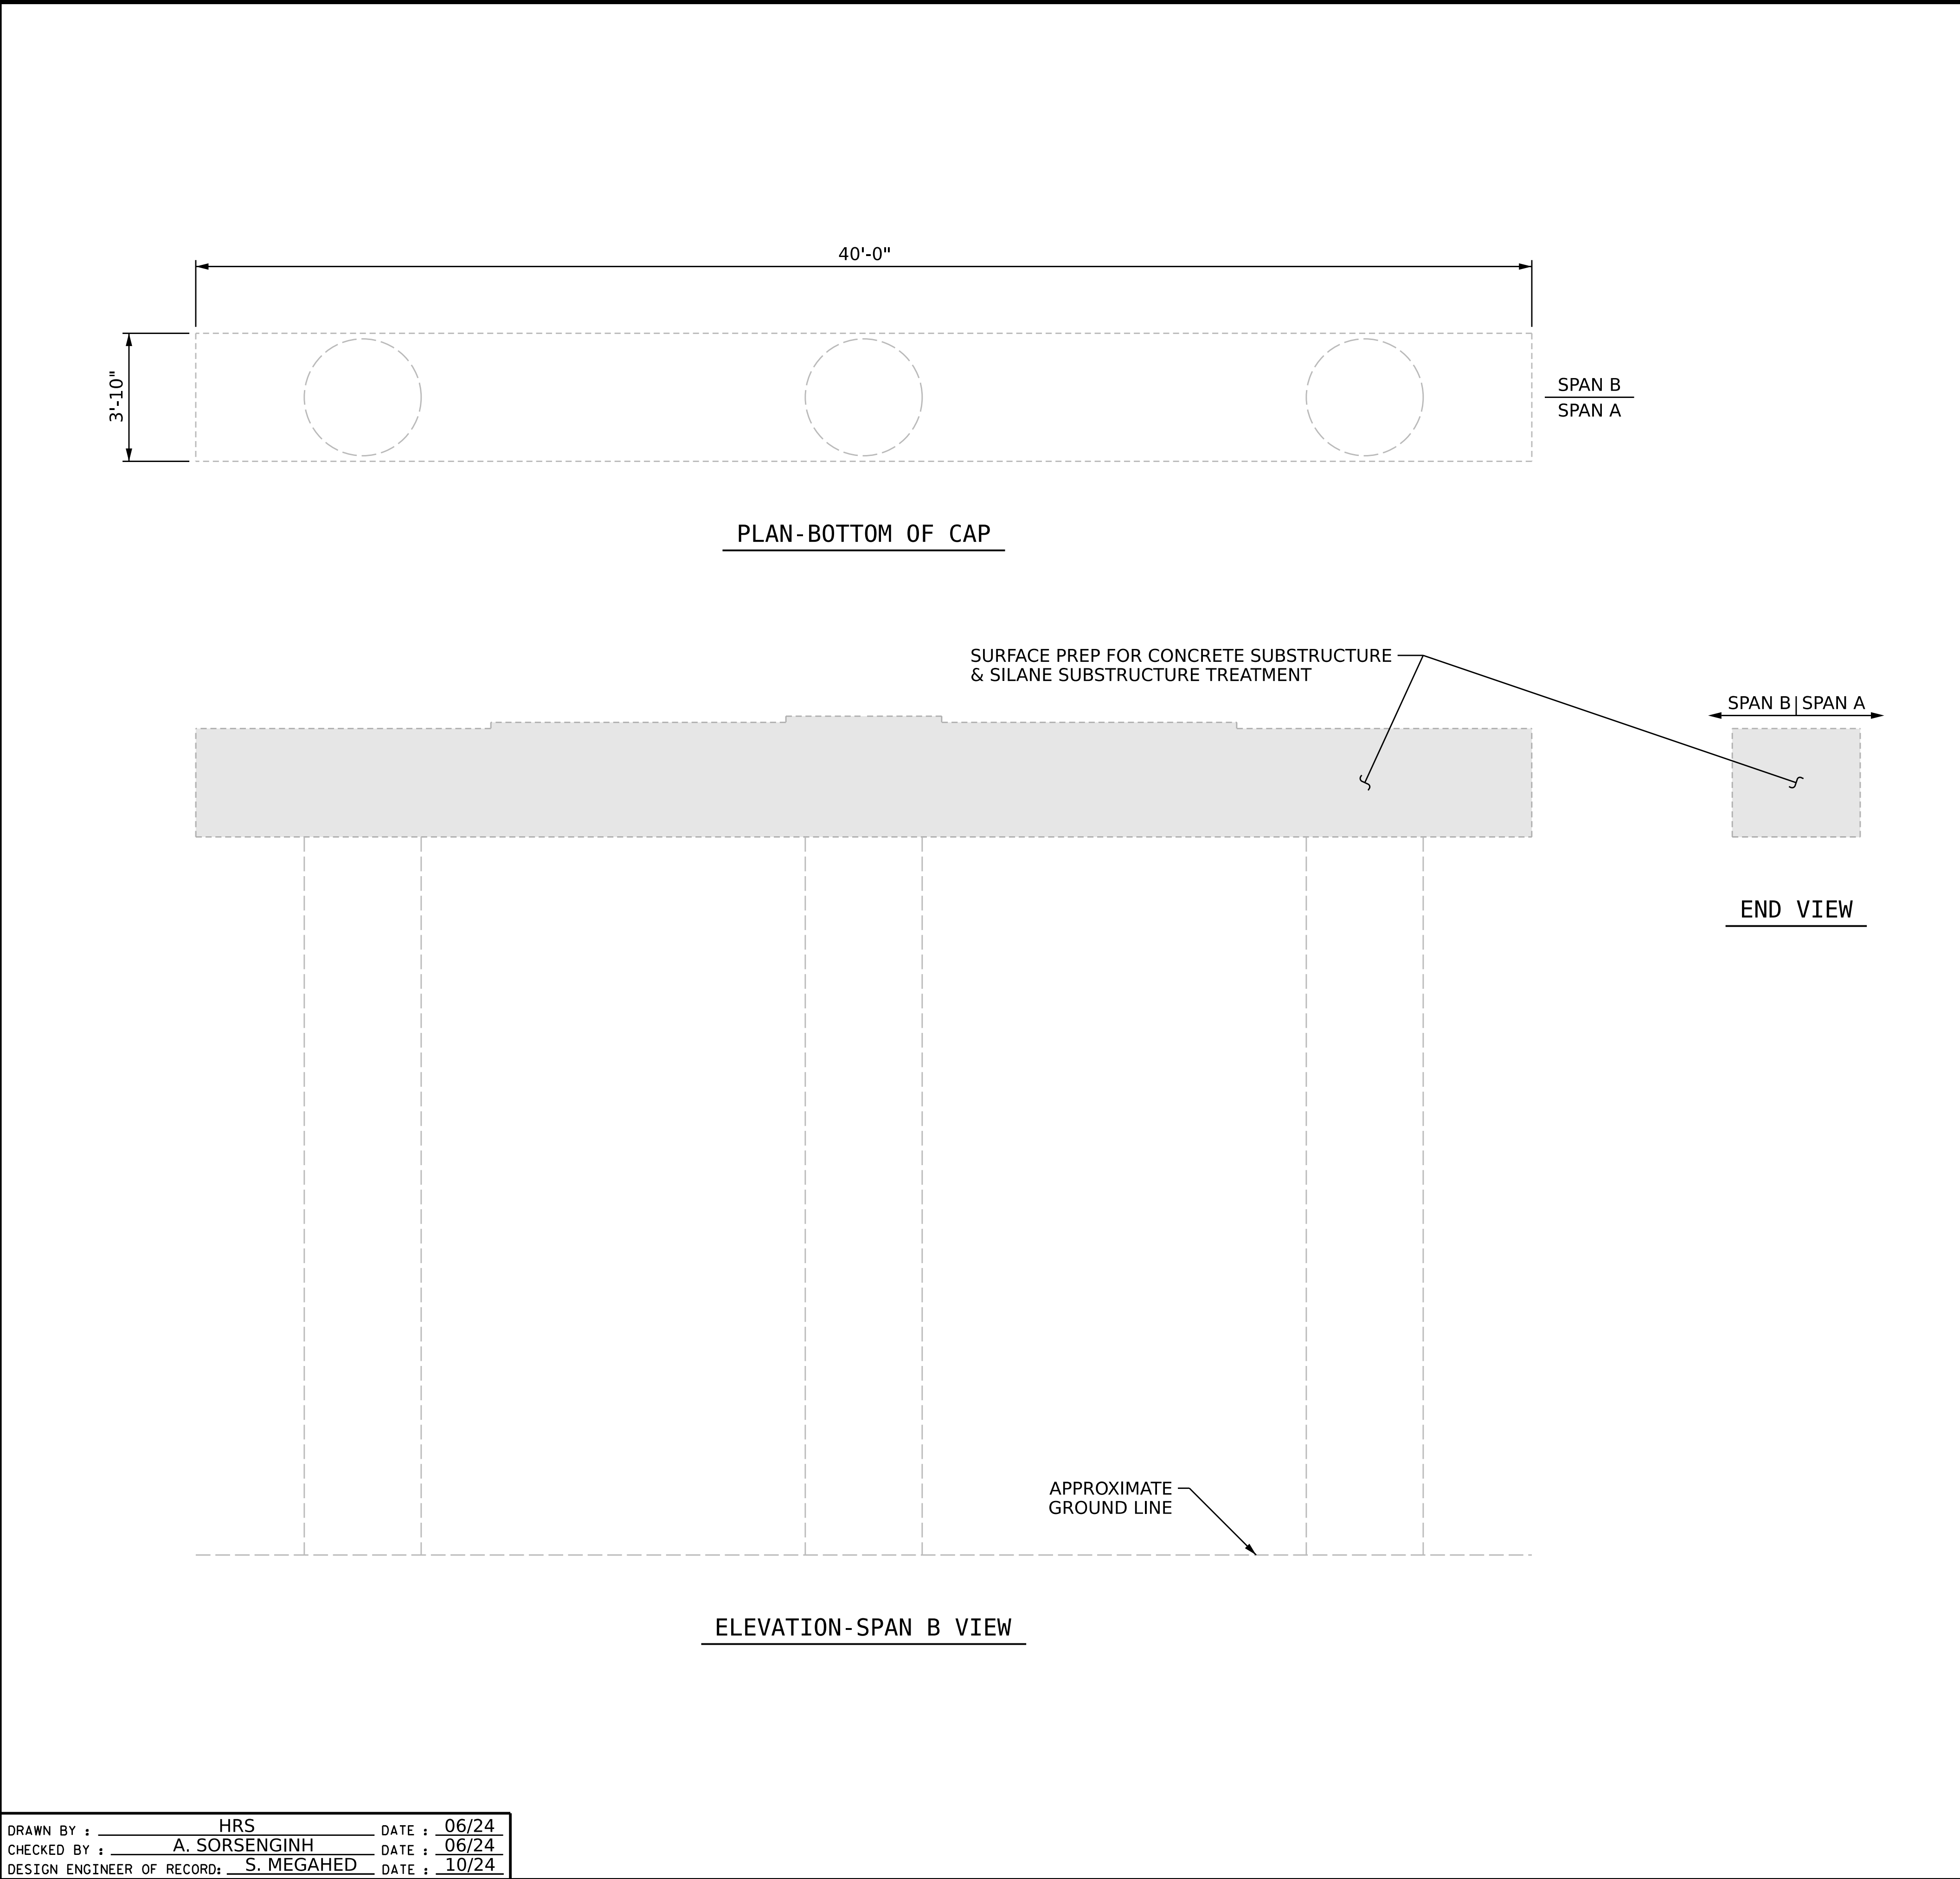 40'-0"
3'-10"
SPAN B
SPAN A
PLAN-BOTTOM OF CAP
SURFACE PREP FOR CONCRETE SUBSTRUCTURE
& SILANE SUBSTRUCTURE TREATMENT
SPAN B SPAN A
END VIEW
APPROXIMATE
GROUND LINE
ELEVATION-SPAN B VIEW
DRAWN BY : HRS DATE : 06/24
CHECKED BY : A. SORSENGINH DATE : 06/24
DESIGN ENGINEER OF RECORD: S. MEGAHED DATE : 10/24